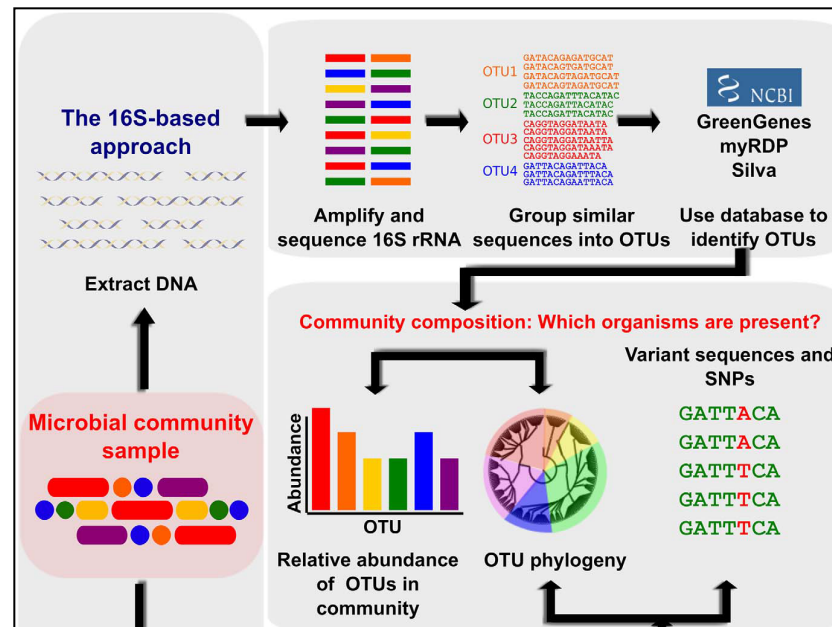 The 16S-based
approach
Extract DNA
Microbial community
sample
Amplify and
sequence 16S rRNA
OTU1
GATACAGAGATGCAT
GATACAGTGATGCAT
GATACAGTAGATGCAT
GATACAGTAGATGCAT
OTU2
TACCAGATTTACATAC
TACCAGATTACATAC
TACCAGATTACATAC
OTU3
CAGGTAGGATAATA
CAGGTAGGATAATA
CAGGTAGGATAATTA
CAGGTAGGATAAATA
CAGGTAGGAAATA
OTU4
GATTACAGATTACA
GATTACAGATTTACA
GATTACAGAATTACA
Group similar
sequences into OTUs
NCBI
GreenGenes
myRDP
Silva
Use database to
identify OTUs
Community composition: Which organisms are present?
Abundance
OTU
Relative abundance
of OTUs in
community
OTU phylogeny
Variant sequences and
SNPs
GATTACA
GATTACA
GATTTCA
GATTTCA
GATTTCA